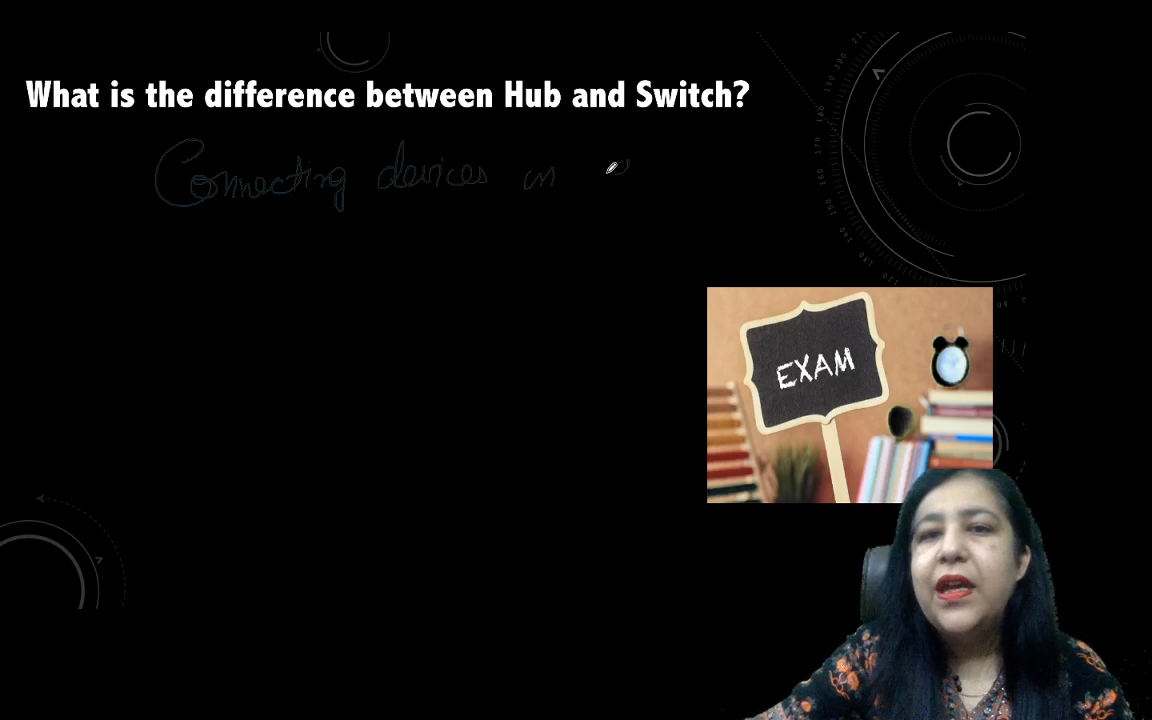 What is the difference between Hub and Switch?
Connecting devices in
EXAM